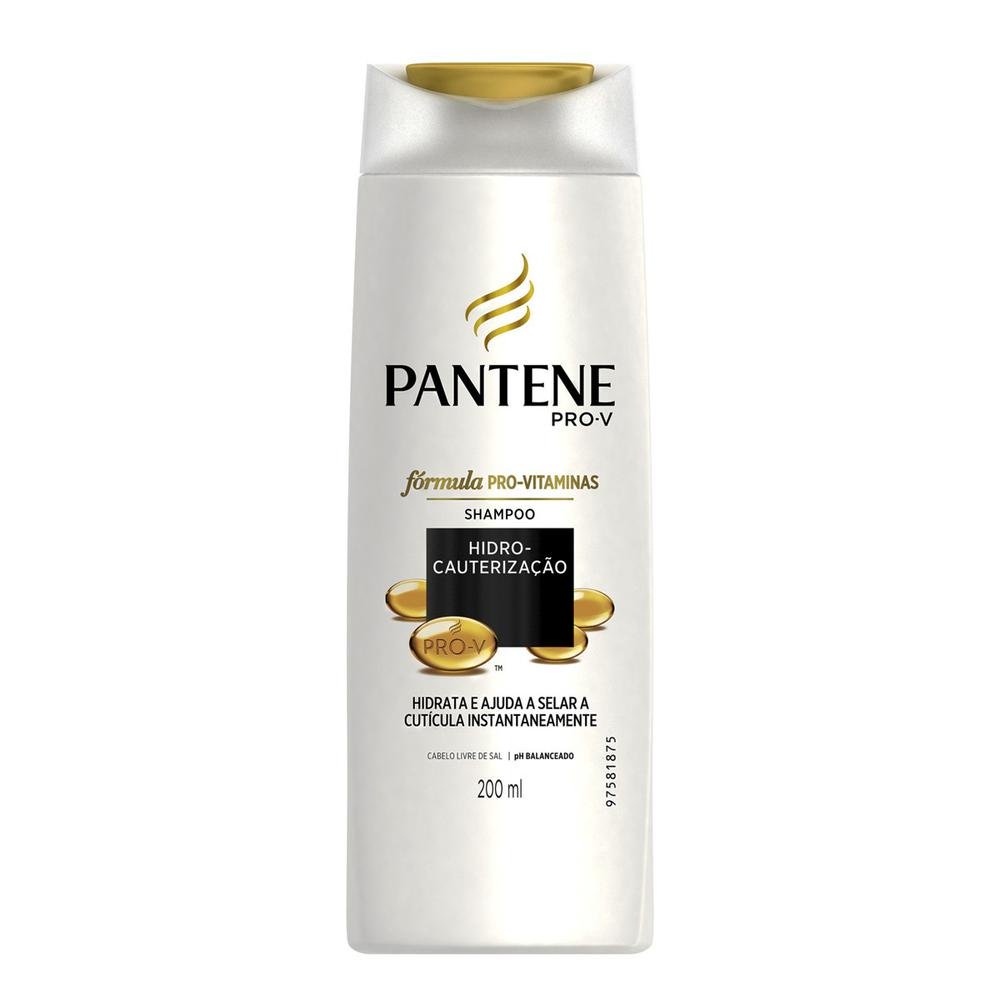 PANTENE
PRO-V
fórmula PRO-VITAMINAS
SHAMPOO
HIDRO-
CAUTERIZAÇÃO
PRO-V
TM
HIDRATA E AJUDA A SELAR A
CUTÍCULA INSTANTANEAMENTE
CABELO LIVRE DE SAL | pH BALANCEADO
200 ml
97581875